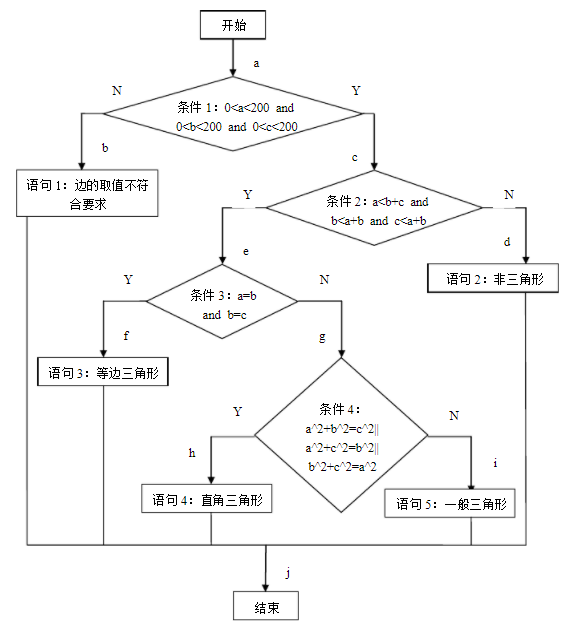 开始
a
N
Y
条件1：0<a<200 and
0<b<200 and 0<c<200
b
c
语句1：边的取值不符
合要求
Y
条件2：a<b+c and
b<a+b and c<a+b
N
d
e
语句2：非三角形
Y
条件3：a=b
and b=c
N
f
g
语句3：等边三角形
Y
条件4：
a^2+b^2=c^2||
a^2+c^2=b^2||
b^2+c^2=a^2
N
h
i
语句4：直角三角形
语句5：一般三角形
j
结束